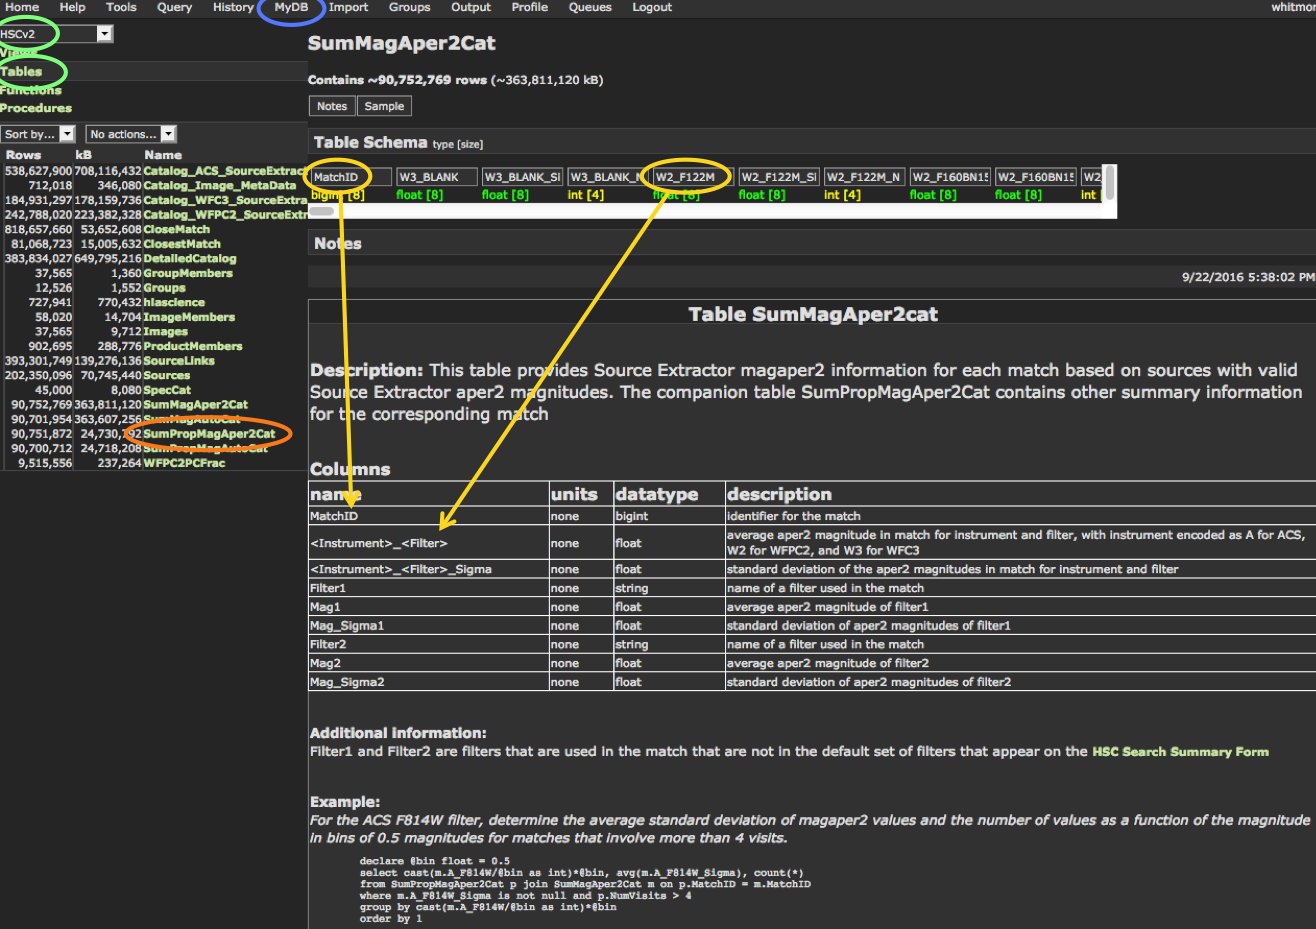 Home Help Tools Query History MyDB Import Groups Output Profile Queues Logout whitmor
HSCv2
Views
Tables
Functions
Procedures
Sort by... No actions...
Rows kB Name
538,627,900 708,116,432 Catalog_ACS_SourceExtrac
712,018 346,080 Catalog_Image_MetaData
184,931,297 178,159,736 Catalog_WFC3_SourceExtra
242,788,020 223,382,328 Catalog_WFPC2_SourceExtr
818,657,660 53,652,608 CloseMatch
81,068,723 15,005,632 ClosestMatch
383,834,027 649,795,216 DetailedCatalog
37,565 1,360 GroupMembers
12,526 1,552 Groups
727,941 770,432 hlascience
58,020 14,704 ImageMembers
37,565 9,712 Images
902,695 288,776 ProductMembers
393,301,749 139,276,136 SourceLinks
202,350,096 70,745,440 Sources
45,000 8,080 SpecCat
90,752,769 363,811,120 SumMagAper2Cat
90,701,954 363,607,256 SumMagAutoCat
90,751,872 24,730,792 SumPropMagAper2Cat
90,700,712 24,718,208 SumPropMagAutoCat
9,515,556 237,264 WFPC2PCFrac
SumMagAper2Cat
Contains ~90,752,769 rows (~363,811,120 kB)
Notes Sample
Table Schema type [size]
MatchID W3_BLANK W3_BLANK_SI W3_BLANK_N W2_F122M W2_F122M_SI W2_F122M_N W2_F160BN15 W2_F160BN15 W2
bigint [8] float [8] float [8] int [4] float [8] float [8] int [4] float [8] float [8] int
Notes
9/22/2016 5:38:02 PM
Table SumMagAper2cat
Description: This table provides Source Extractor magaper2 information for each match based on sources with valid
Source Extractor aper2 magnitudes. The companion table SumPropMagAper2Cat contains other summary information
for the corresponding match
Columns
name units datatype description
MatchID none bigint identifier for the match
<Instrument>_<Filter> none float average aper2 magnitude in match for instrument and filter, with instrument encoded as A for ACS,
W2 for WFPC2, and W3 for WFC3
<Instrument>_<Filter>_Sigma none float standard deviation of the aper2 magnitudes in match for instrument and filter
Filter1 none string name of a filter used in the match
Mag1 none float average aper2 magnitude of filter1
Mag_Sigma1 none float standard deviation of aper2 magnitudes of filter1
Filter2 none string name of a filter used in the match
Mag2 none float average aper2 magnitude of filter2
Mag_Sigma2 none float standard deviation of aper2 magnitudes of filter2
Additional information:
Filter1 and Filter2 are filters that are used in the match that are not in the default set of filters that appear on the HSC Search Summary Form
Example:
For the ACS F814W filter, determine the average standard deviation of magaper2 values and the number of values as a function of the magnitude
in bins of 0.5 magnitudes for matches that involve more than 4 visits.
declare @bin float = 0.5
select cast(m.A_F814W/@bin as int)*@bin, avg(m.A_F814W_Sigma), count(*)
from SumPropMagAper2Cat p join SumMagAper2Cat m on p.MatchID = m.MatchID
where m.A_F814W_Sigma is not null and p.NumVisits > 4
group by cast(m.A_F814W/@bin as int)*@bin
order by 1